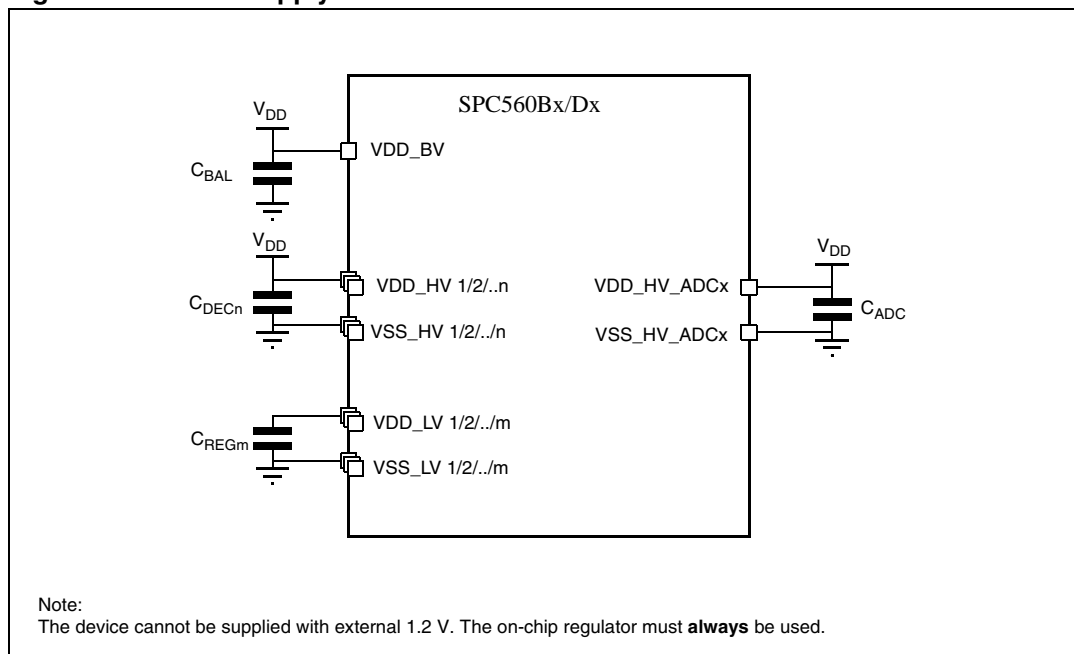 SPC560Bx/Dx
VDD
VDD_BV
CBAL
VDD
VDD_HV 1/2/..n
CDECn
VSS_HV 1/2/../n
VDD_LV 1/2/../m
CREGm
VSS_LV 1/2/../m
VDD
VDD_HV_ADCx
CADC
VSS_HV_ADCx
Note:
The device cannot be supplied with external 1.2 V. The on-chip regulator must always be used.